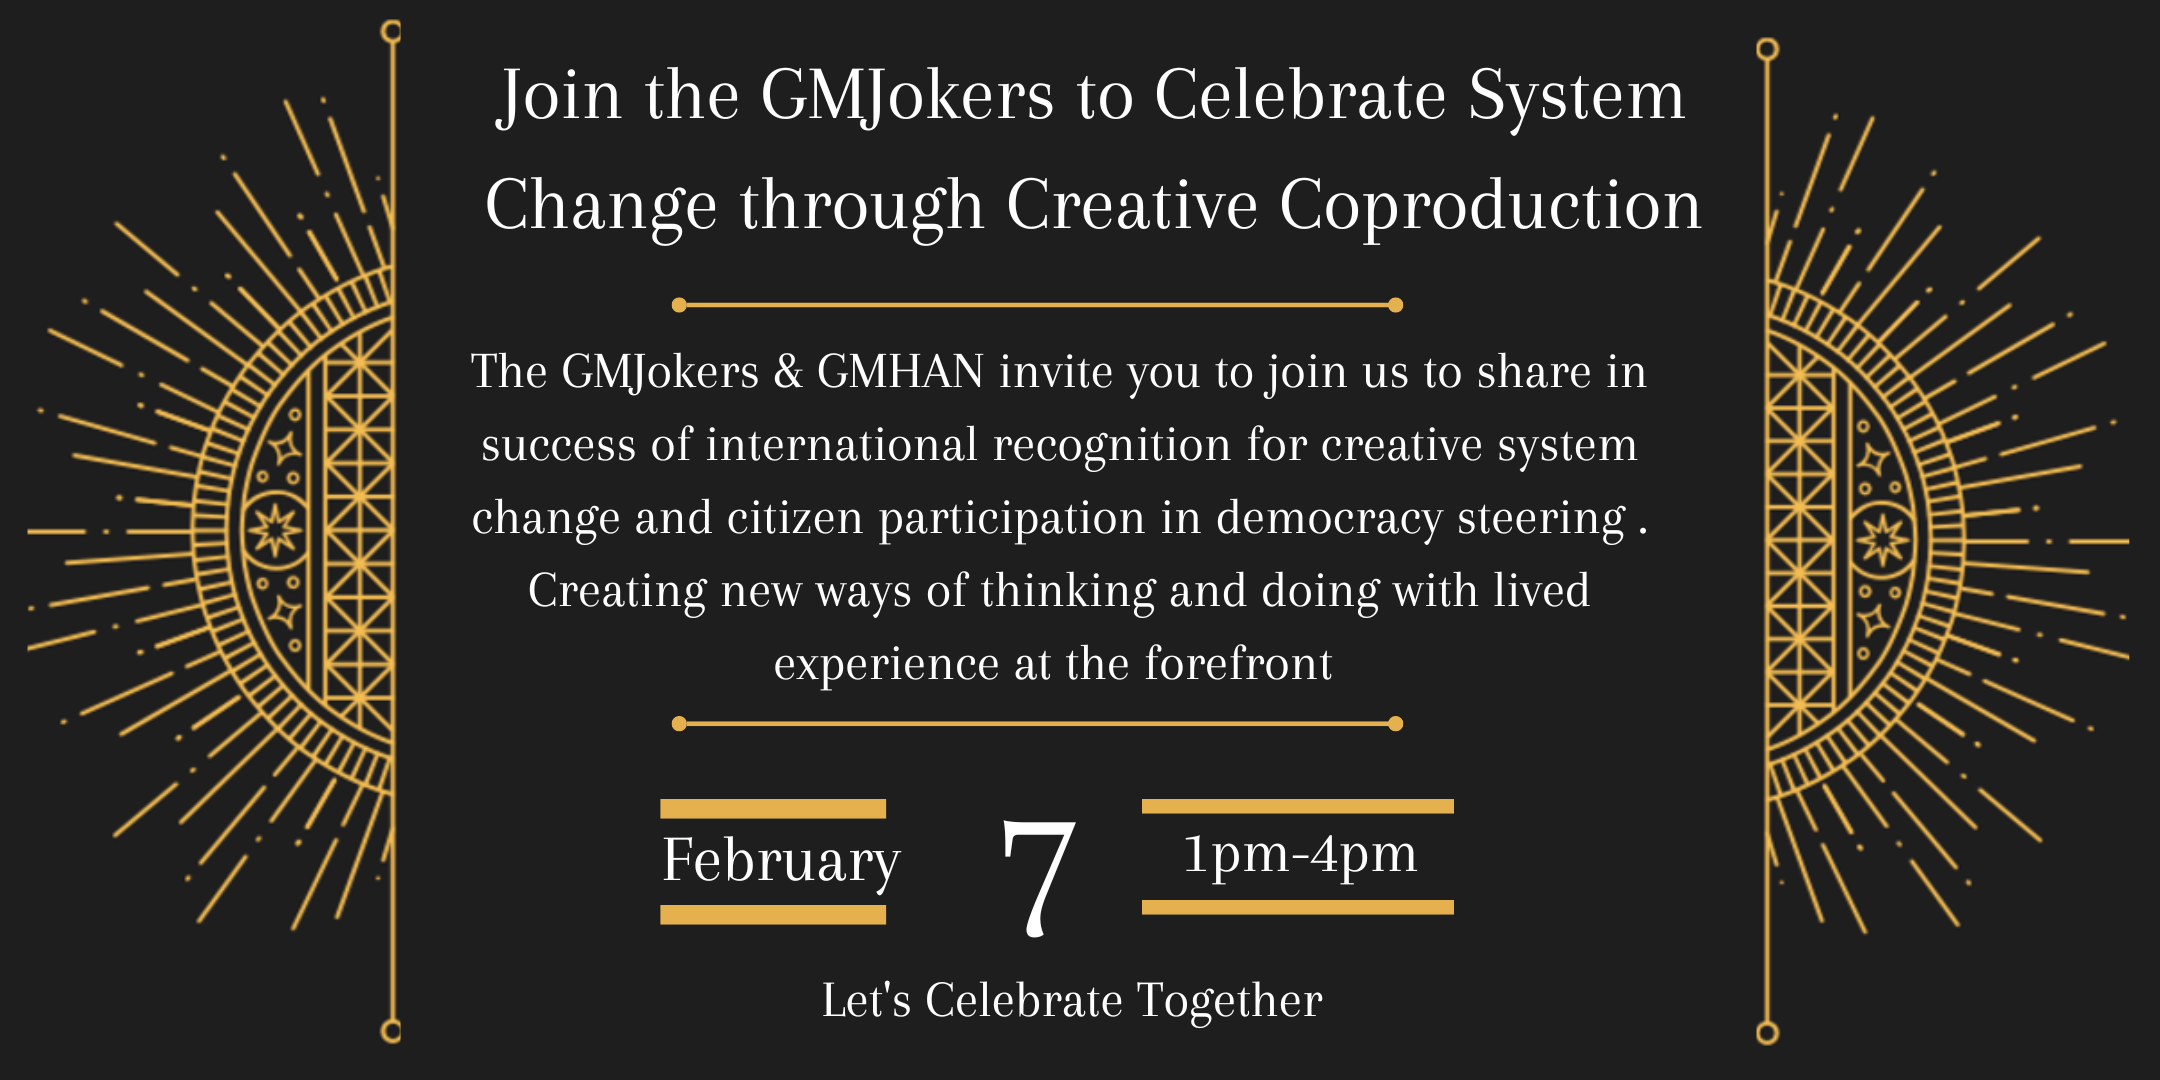 Join the GMJokers to Celebrate System
Change through Creative Coproduction
The GMJokers & GMHAN invite you to join us to share in
success of international recognition for creative system
change and citizen participation in democracy steering .
Creating new ways of thinking and doing with lived
experience at the forefront
February
7
1pm-4pm
Let's Celebrate Together